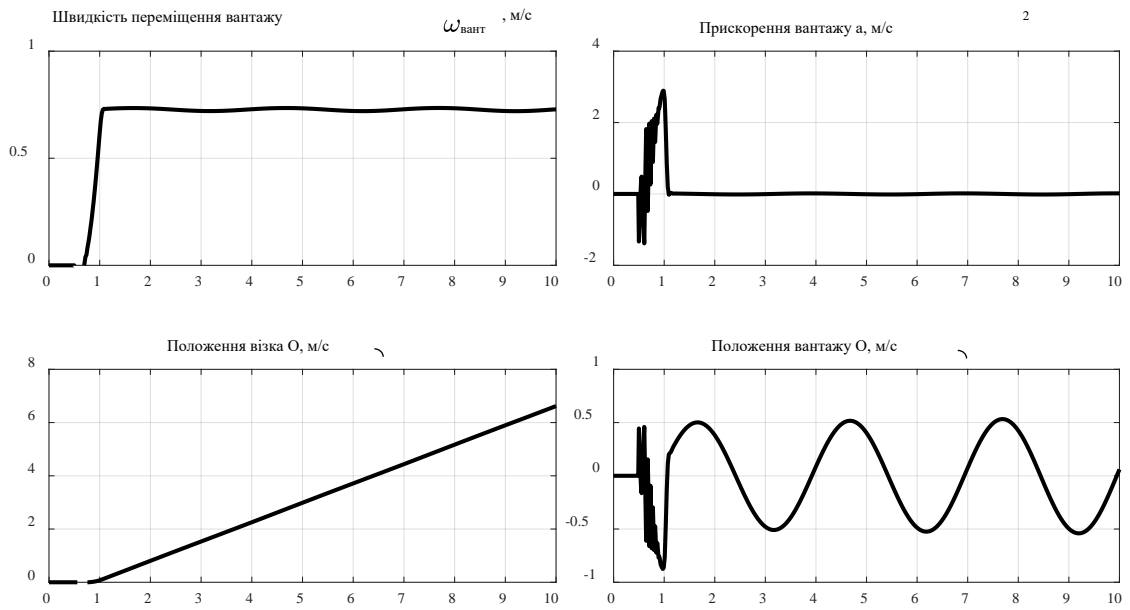 Швидкість переміщення вантажу ω вант , м/с
Прискорення вантажу а, м/с 2
1
0.5
0
0 1 2 3 4 5 6 7 8 9 10
4
2
0
-2
0 1 2 3 4 5 6 7 8 9 10
Положення візка О, м/с
Положення вантажу О, м/с
8
6
4
2
0
0 1 2 3 4 5 6 7 8 9 10
1
0.5
0
-0.5
-1
0 1 2 3 4 5 6 7 8 9 10